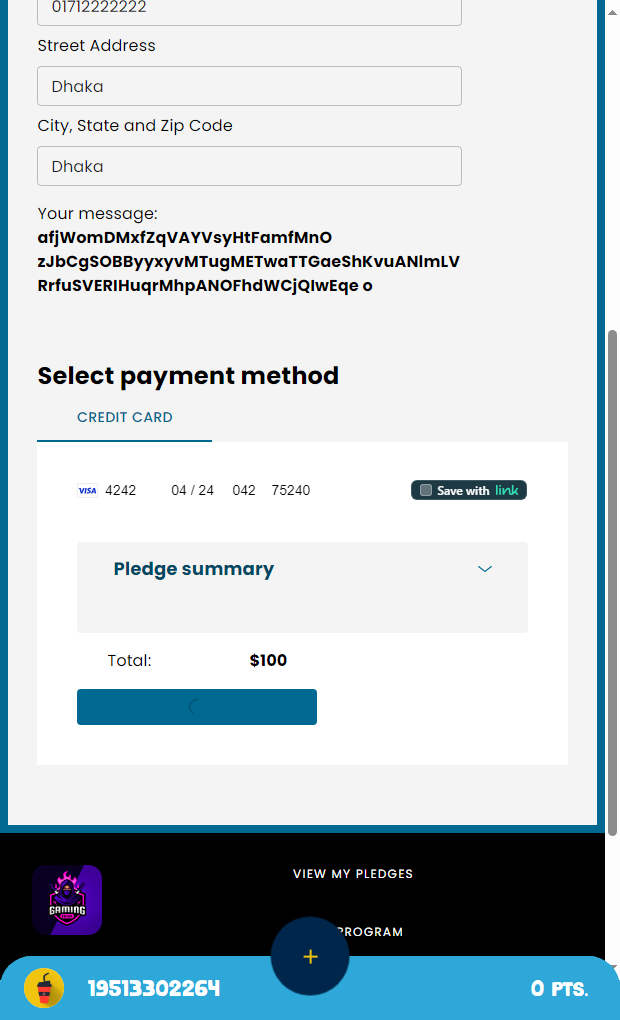 01712222222
Street Address
Dhaka
City, State and Zip Code
Dhaka
Your message:
afjWomDMxfZqVAYVsyHtFamfMnO
zJbCgSOBByyxyvMTugMETwaTTGaeShKvuANlmLV
RrfuSVERIHuqrMhpANOFhdWCjQIwEqe o
Select payment method
CREDIT CARD
VISA 4242 04 / 24 042 75240 Save with link
Pledge summary
Total: $100
VIEW MY PLEDGES
GAMING
PROGRAM
19513302264 0 PTS.